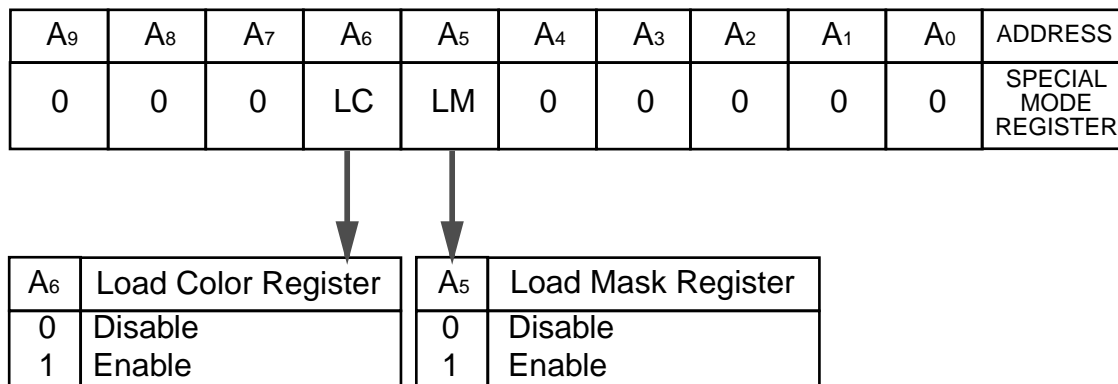 A9 A8 A7 A6 A5 A4 A3 A2 A1 A0 ADDRESS
0 0 0 LC LM 0 0 0 0 0 SPECIAL
MODE
REGISTER
A6 Load Color Register
0 Disable
1 Enable
A5 Load Mask Register
0 Disable
1 Enable